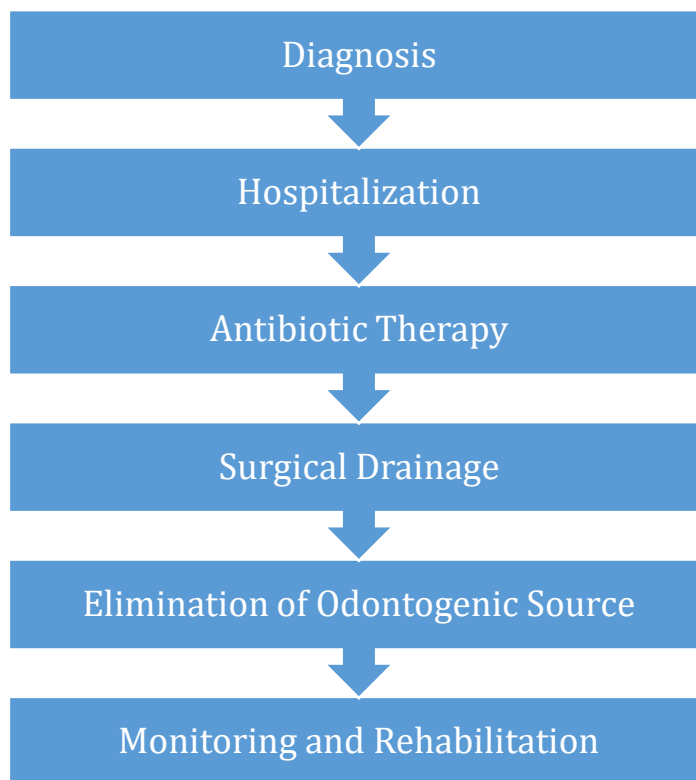 Diagnosis
Hospitalization
Antibiotic Therapy
Surgical Drainage
Elimination of Odontogenic Source
Monitoring and Rehabilitation